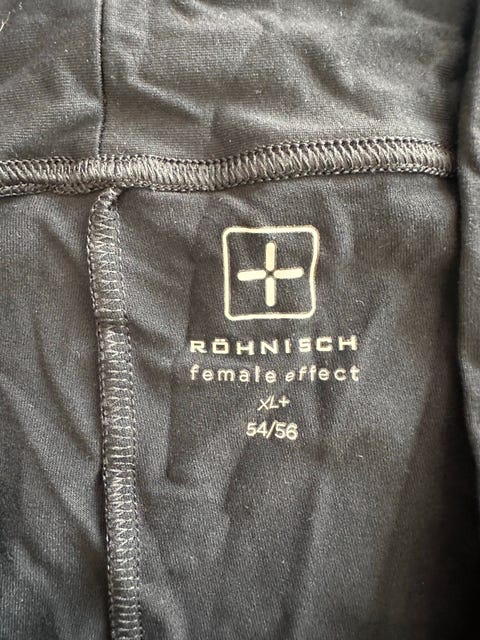 RÖHNISCH
female effect
XL+
54/56